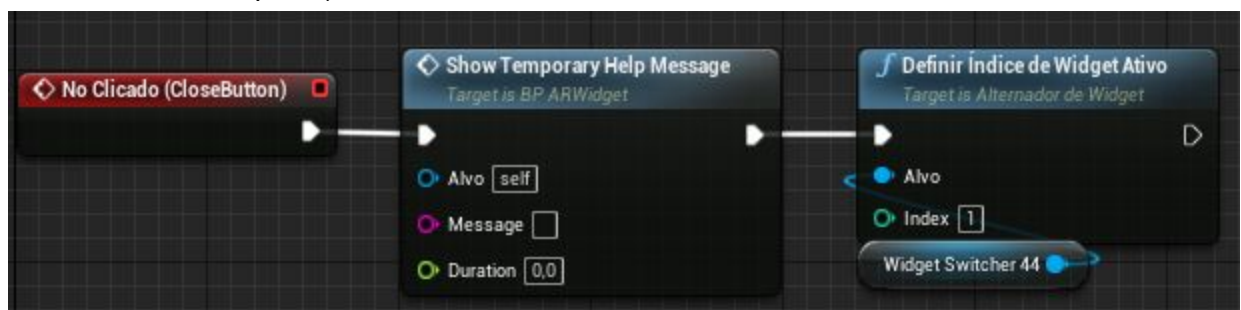 No Clicado (CloseButton)
Show Temporary Help Message
Target is BP ARWidget
Alvo self
Message
Duration 0,0
Definir Índice de Widget Ativo
Target is Alternador de Widget
Alvo
Index 1
Widget Switcher 44